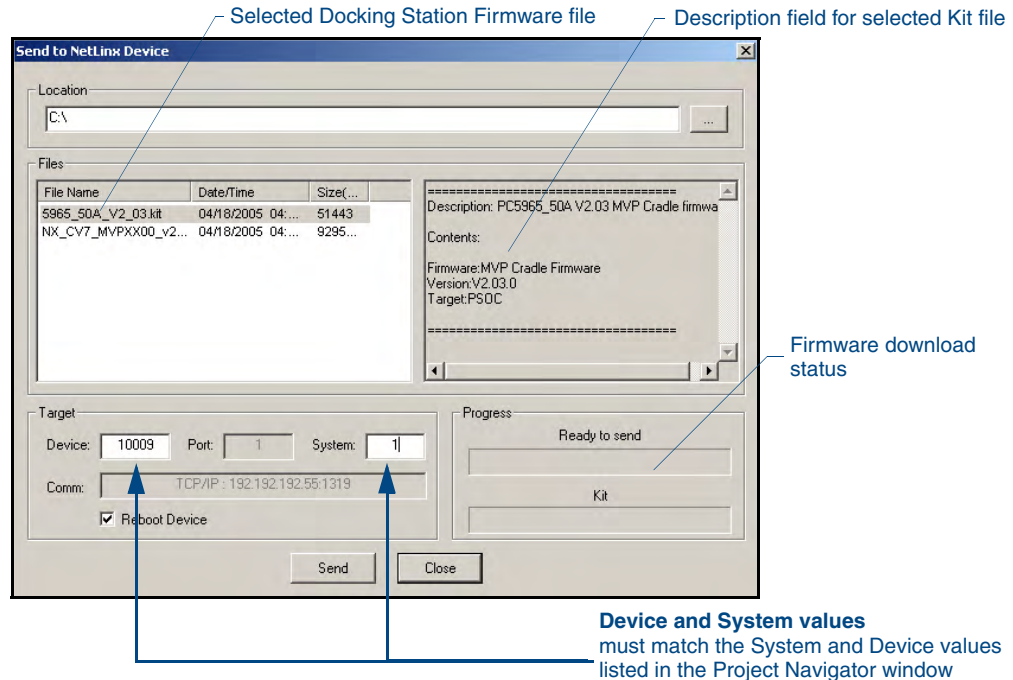 Selected Docking Station Firmware file
Description field for selected Kit file
Send to NetLinx Device
Location
C:\
...
Files
File Name Date/Time Size(...
5965_50A_V2_03.kit 04/18/2005 04:... 51443
NX_CV7_MVPXX00_v2... 04/18/2005 04:... 9295...
===================================
Description: PC5965_50A V2.03 MVP Cradle firmwa
Contents:
Firmware:MVP Cradle Firmware
Version:V2.03.0
Target:PSOC
===================================
Firmware download
status
Target
Device: 10009 Port: 1 System: 1
Comm: TCP/IP : 192.192.192.55:1319
Reboot Device
Progress
Ready to send
Kit
Send
Close
Device and System values
must match the System and Device values
listed in the Project Navigator window